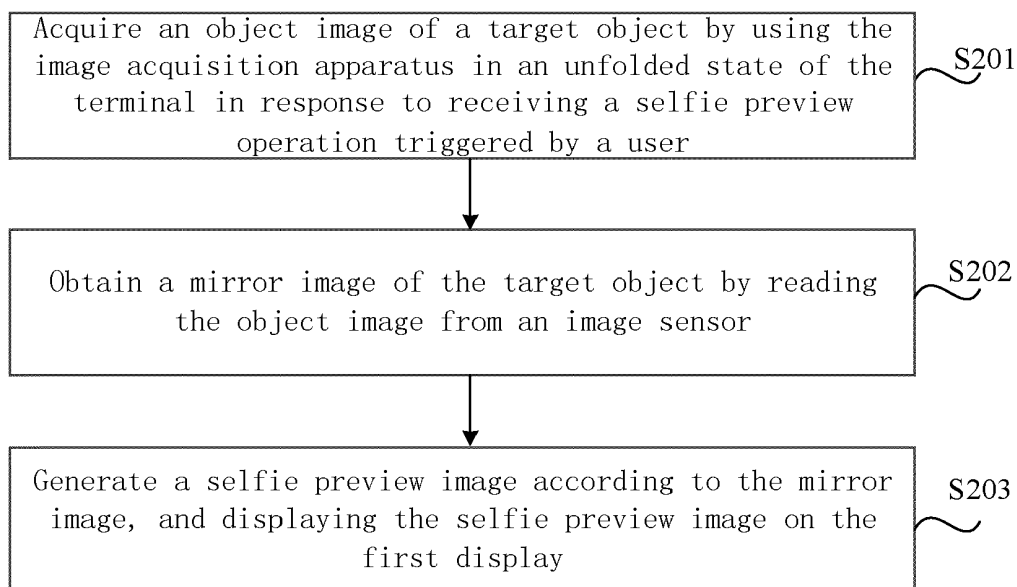 Acquire an object image of a target object by using the
image acquisition apparatus in an unfolded state of the
terminal in response to receiving a selfie preview
operation triggered by a user
S201
Obtain a mirror image of the target object by reading
the object image from an image sensor
S202
Generate a selfie preview image according to the mirror
image, and displaying the selfie preview image on the
first display
S203